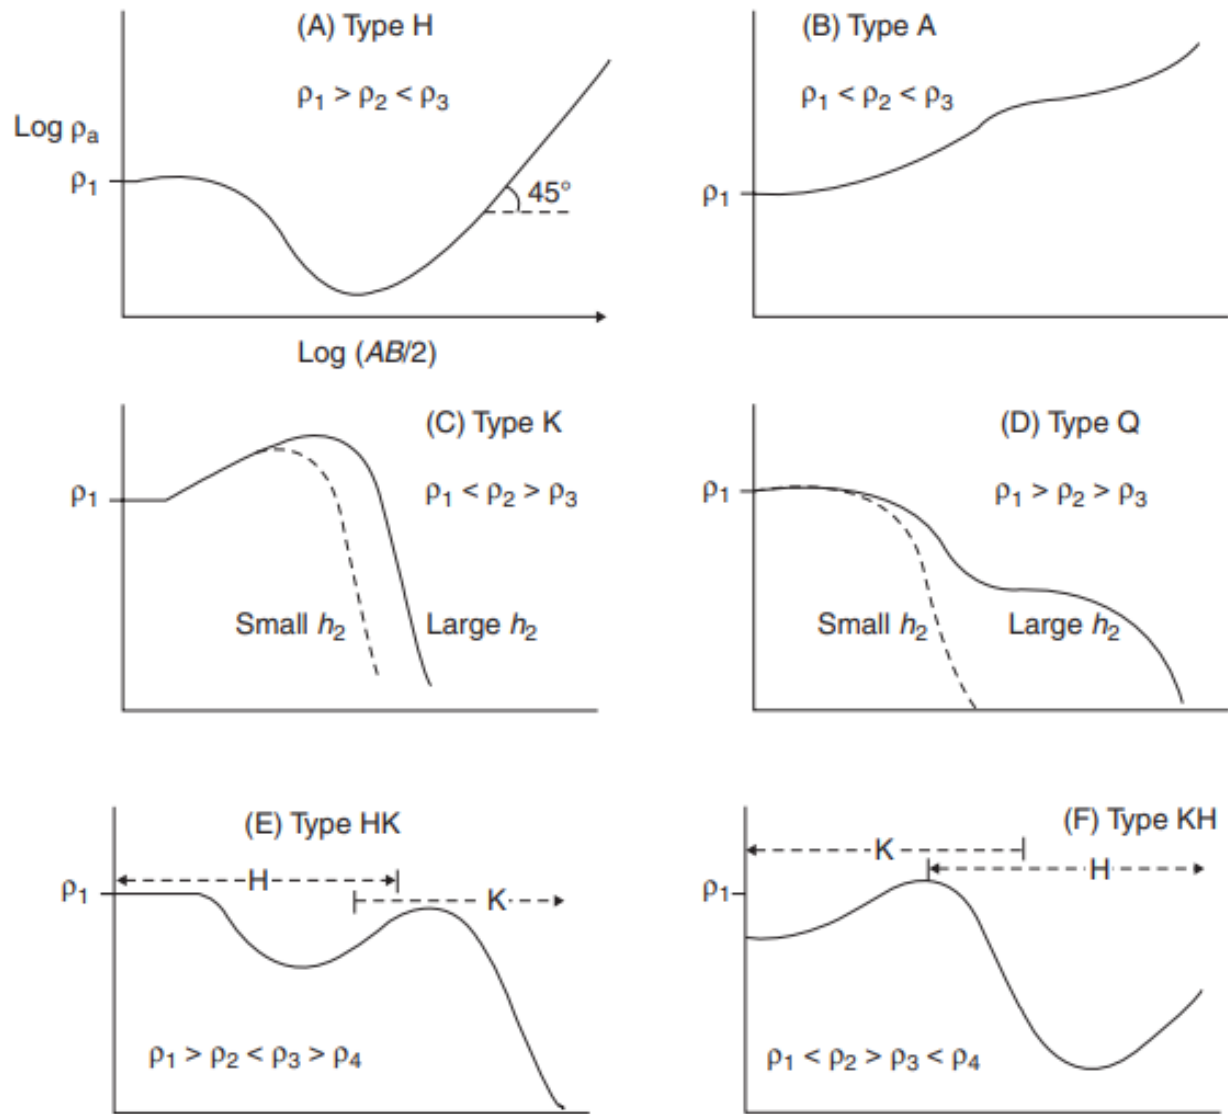 (A) Type H
ρ₁ > ρ₂ < ρ₃
Log ρₐ
ρ₁
45°
Log (AB/2)
(B) Type A
ρ₁ < ρ₂ < ρ₃
ρ₁
(C) Type K
ρ₁ < ρ₂ > ρ₃
ρ₁
Small h₂
Large h₂
(D) Type Q
ρ₁ > ρ₂ > ρ₃
ρ₁
Small h₂
Large h₂
(E) Type HK
H
K
ρ₁
ρ₁ > ρ₂ < ρ₃ > ρ₄
(F) Type KH
K
H
ρ₁
ρ₁ < ρ₂ > ρ₃ < ρ₄